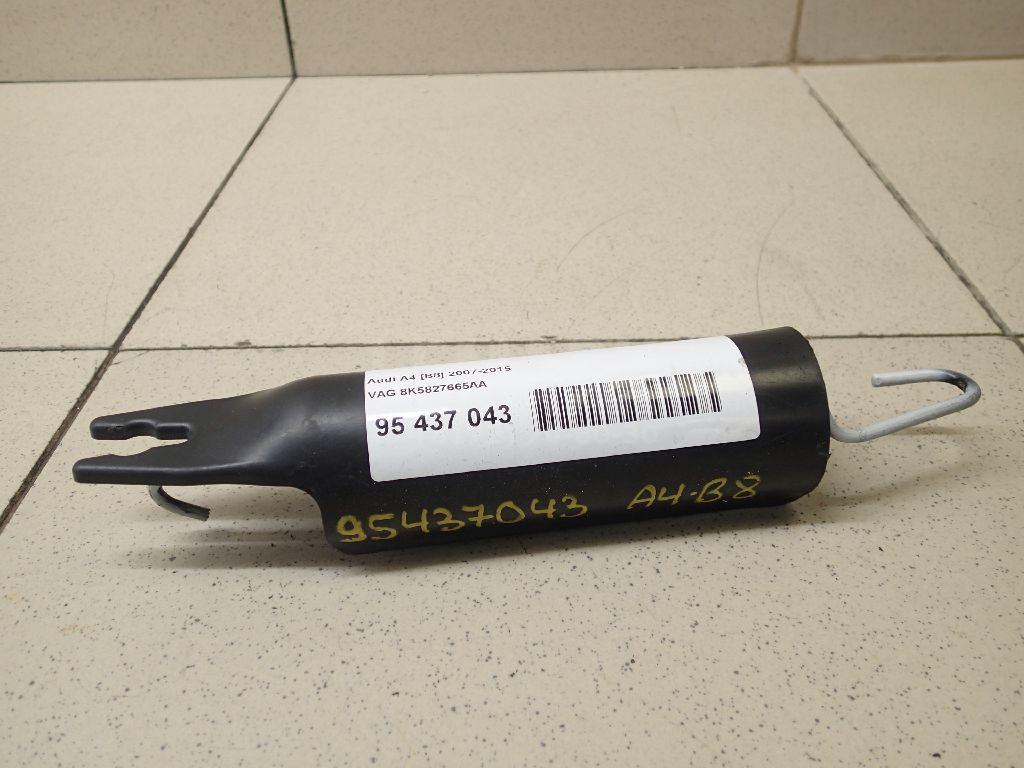 Audi A4 [B8] 2007-2015
VAG 8K5827665AA
95 437 043
95437043 A4-B8